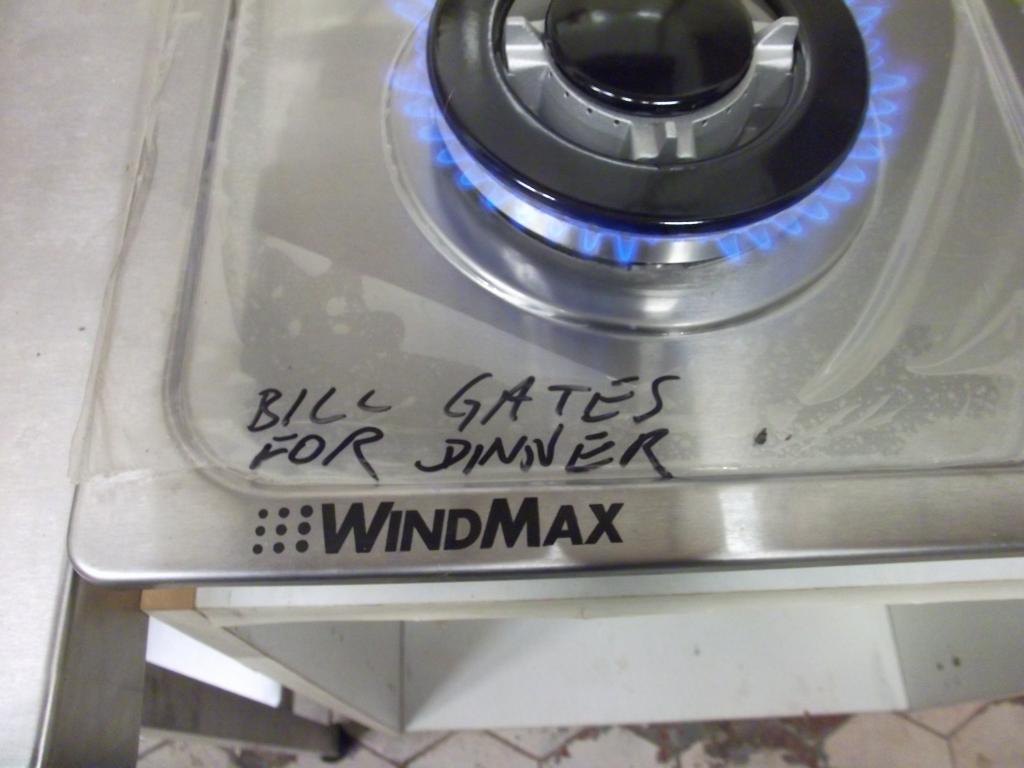 BILL GATES
FOR DINNER
WINDMAX